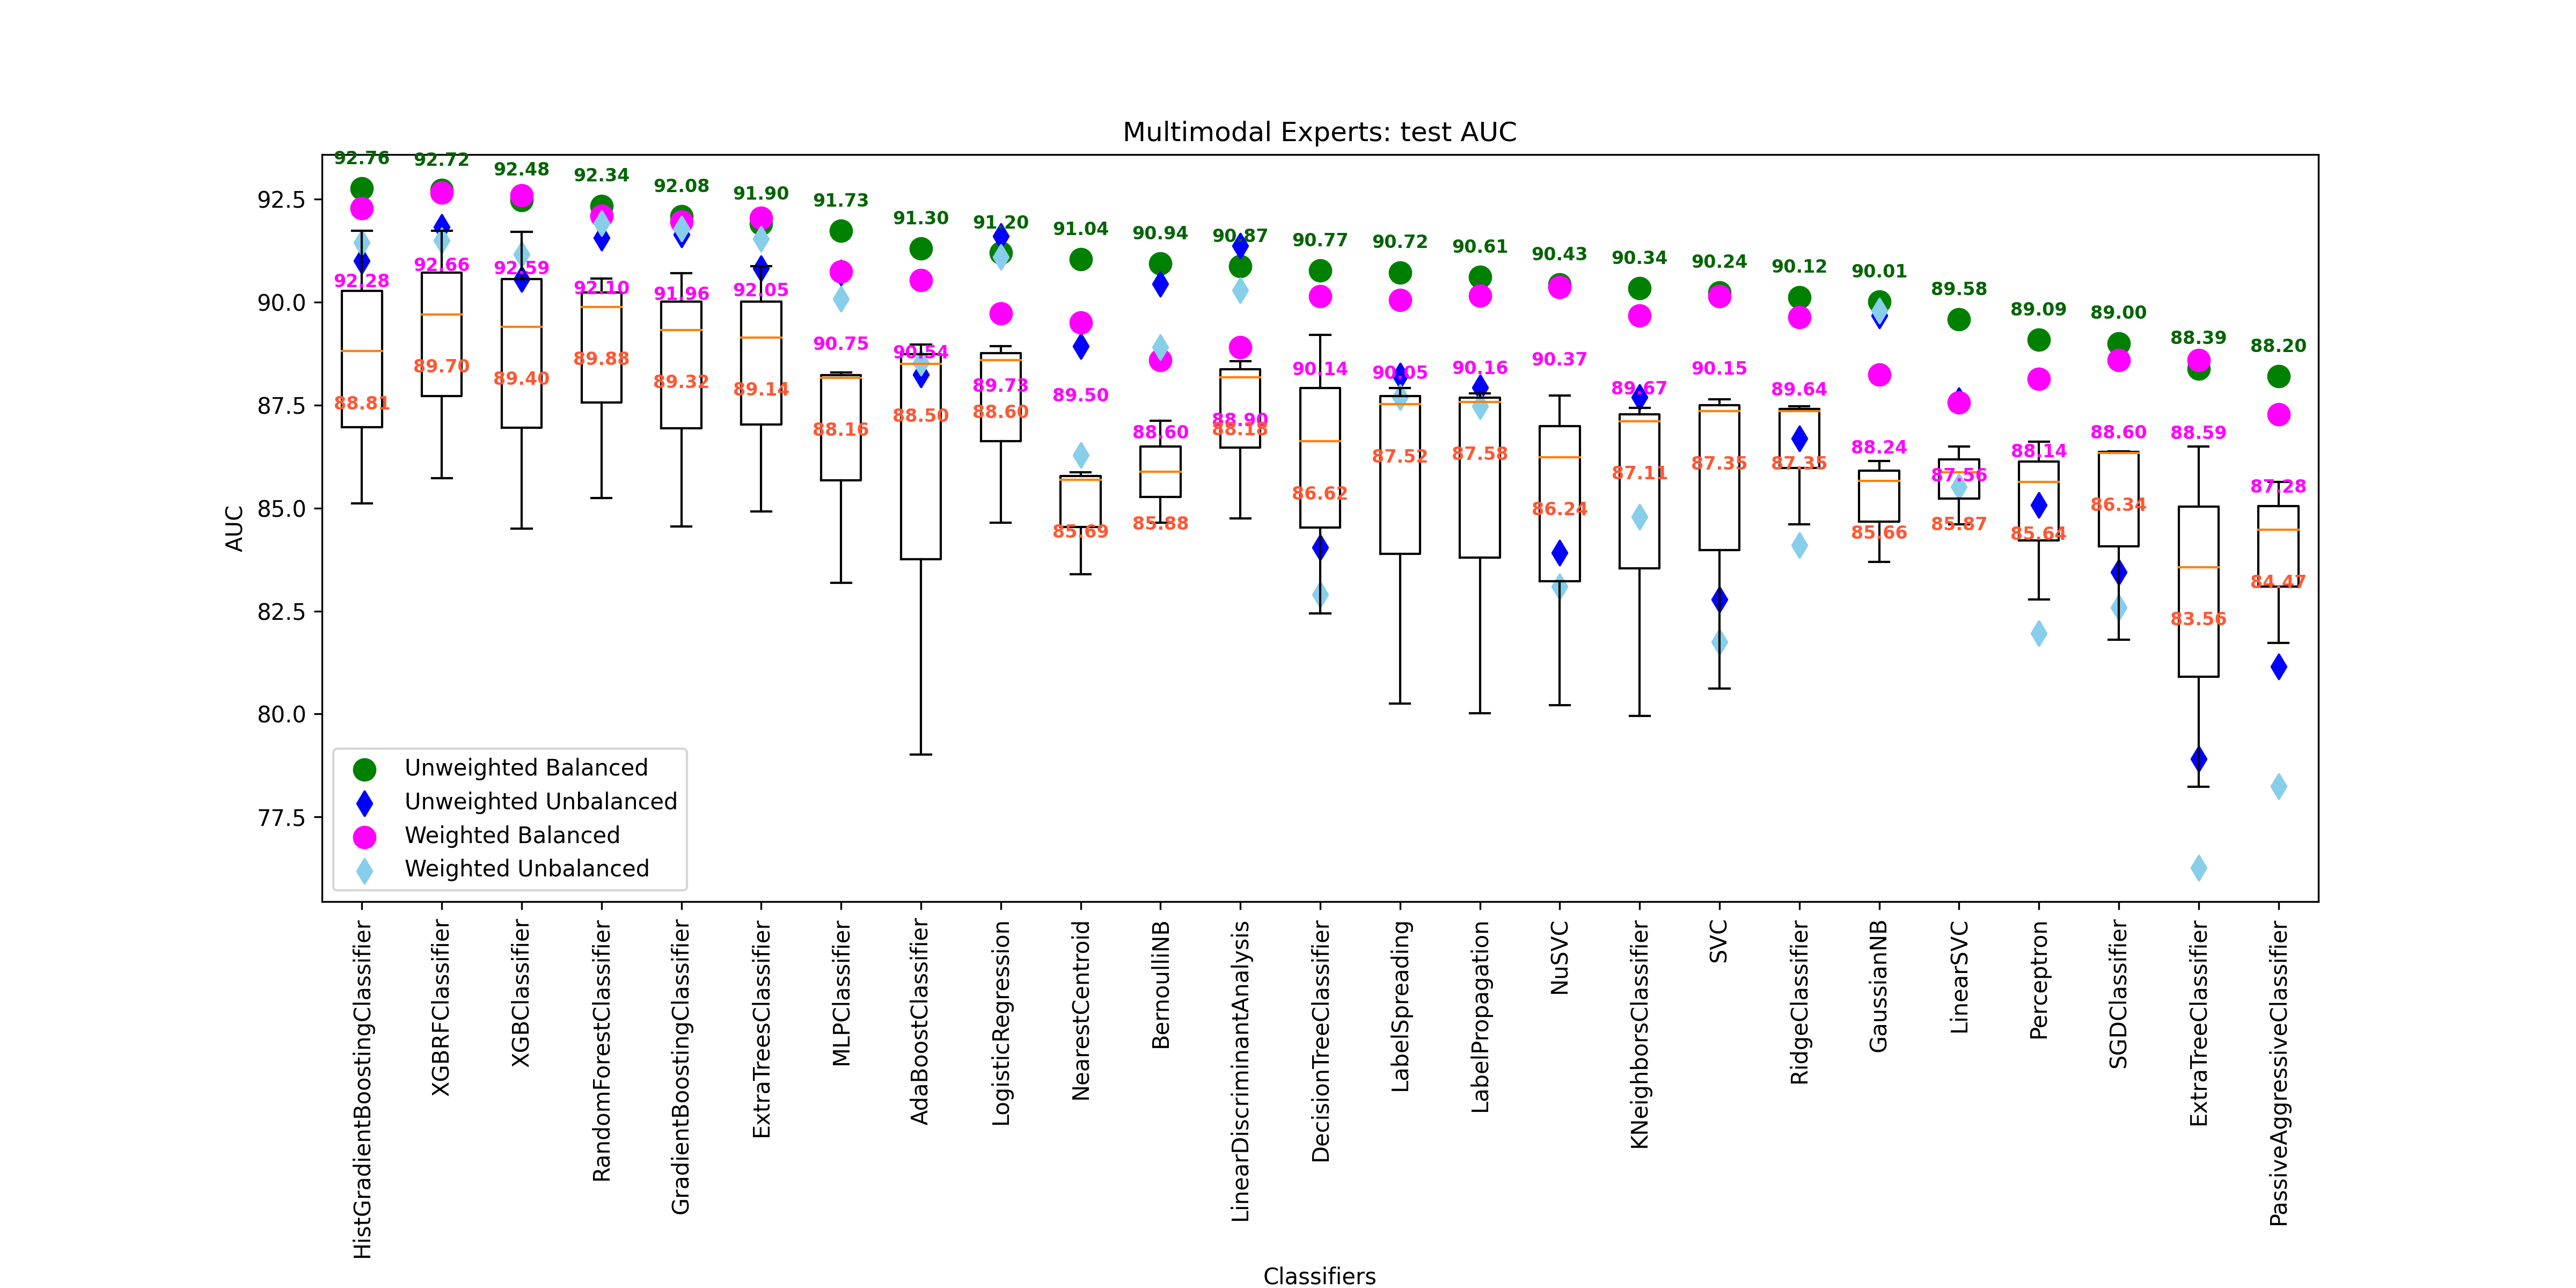 Multimodal Experts: test AUC
92.76 92.72 92.48 92.34 92.08 91.90 91.73 91.30 91.20 91.04 90.94 90.87 90.77 90.72 90.61 90.43 90.34 90.24 90.12 90.01 89.58 89.09 89.00 88.39 88.20
92.28 92.66 92.59 92.10 91.96 92.05 90.75 90.54 89.73 89.50 88.60 88.90 90.14 90.05 90.16 90.37 89.67 90.15 89.64 88.24 87.56 88.14 88.60 88.59 87.28
88.81 89.70 89.40 89.88 89.32 89.14 88.16 88.50 88.60 85.69 85.88 88.18 86.62 87.52 87.58 86.24 87.11 87.35 87.35 85.66 85.87 85.64 86.34 83.56 84.47
AUC
92.5
90.0
87.5
85.0
82.5
80.0
77.5
Unweighted Balanced
Unweighted Unbalanced
Weighted Balanced
Weighted Unbalanced
HistGradientBoostingClassifier
XGBRFClassifier
XGBClassifier
RandomForestClassifier
GradientBoostingClassifier
ExtraTreesClassifier
MLPClassifier
AdaBoostClassifier
LogisticRegression
NearestCentroid
BernoulliNB
LinearDiscriminantAnalysis
DecisionTreeClassifier
LabelSpreading
LabelPropagation
NuSVC
KNeighborsClassifier
SVC
RidgeClassifier
GaussianNB
LinearSVC
Perceptron
SGDClassifier
ExtraTreeClassifier
PassiveAggressiveClassifier
Classifiers